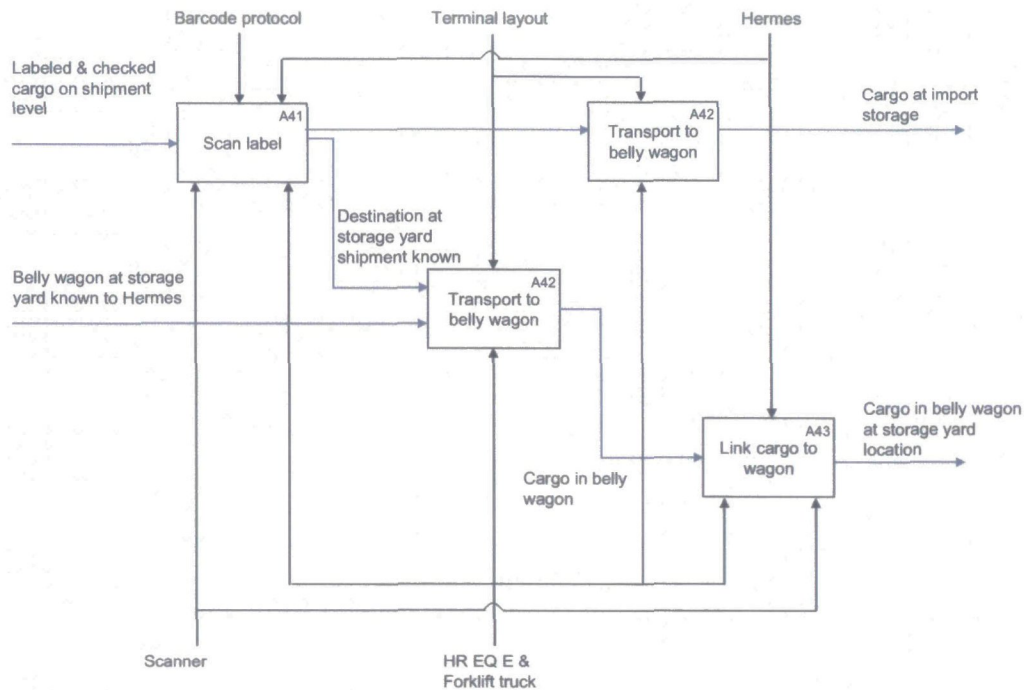 Barcode protocol
Terminal layout
Hermes
Labeled & checked
cargo on shipment
level
A41
Scan label
A42
Transport to
belly wagon
Cargo at import
storage
Destination at
storage yard
shipment known
Belly wagon at storage
yard known to Hermes
A42
Transport to
belly wagon
Cargo in belly
wagon
A43
Link cargo to
wagon
Cargo in belly wagon
at storage yard
location
Scanner
HR EQ E &
Forklift truck